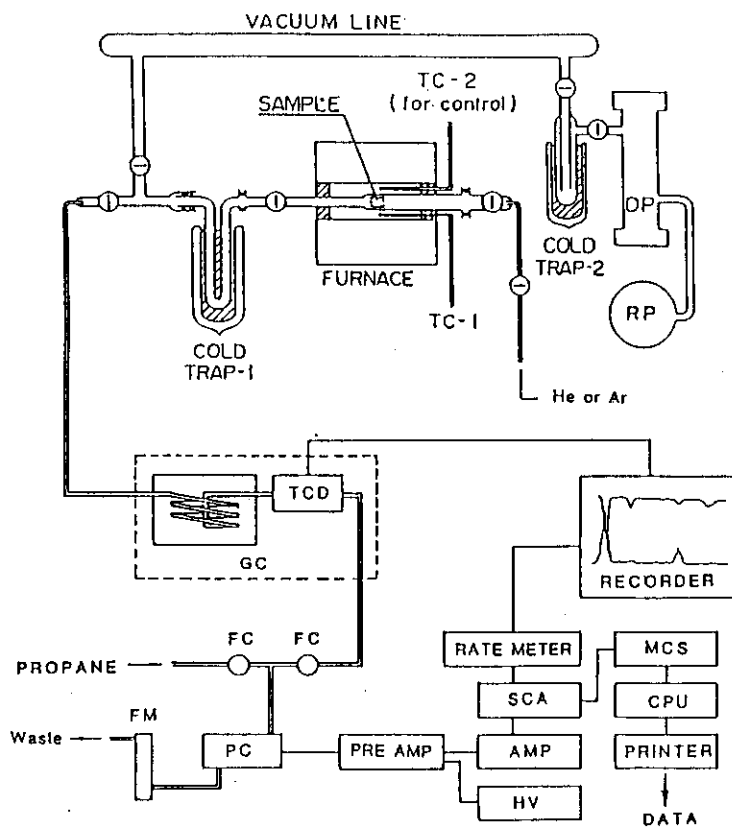 VACUUM LINE
TC-2
(for control)
SAMPLE
FURNACE
TC-1
COLD
TRAP-1
COLD
TRAP-2
DP
RP
He or Ar
TCD
GC
RECORDER
FC FC
PROPANE
RATE METER
MCS
SCA
CPU
FM
Waste
PC
PRE AMP
AMP
PRINTER
HV
DATA